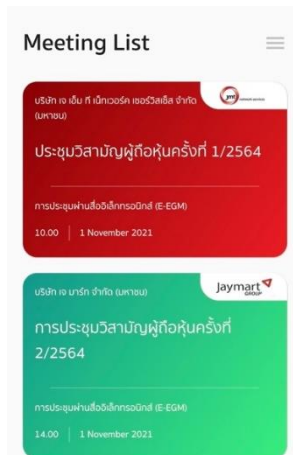 Meeting List
บริษัท เจ เอ็ม ที เน็ทเวอร์ค เซอร์วิสเซ็ส จำกัด
(มหาชน)
jmt
ประชุมวิสามัญผู้ถือหุ้นครั้งที่ 1/2564
การประชุมผ่านสื่ออิเล็กทรอนิกส์ (E-EGM)
10.00 | 1 November 2021
บริษัท เจ มาร์ท จำกัด (มหาชน)
Jaymart
GROUP
การประชุมวิสามัญผู้ถือหุ้นครั้งที่
2/2564
การประชุมผ่านสื่ออิเล็กทรอนิกส์ (E-EGM)
14.00 | 1 November 2021